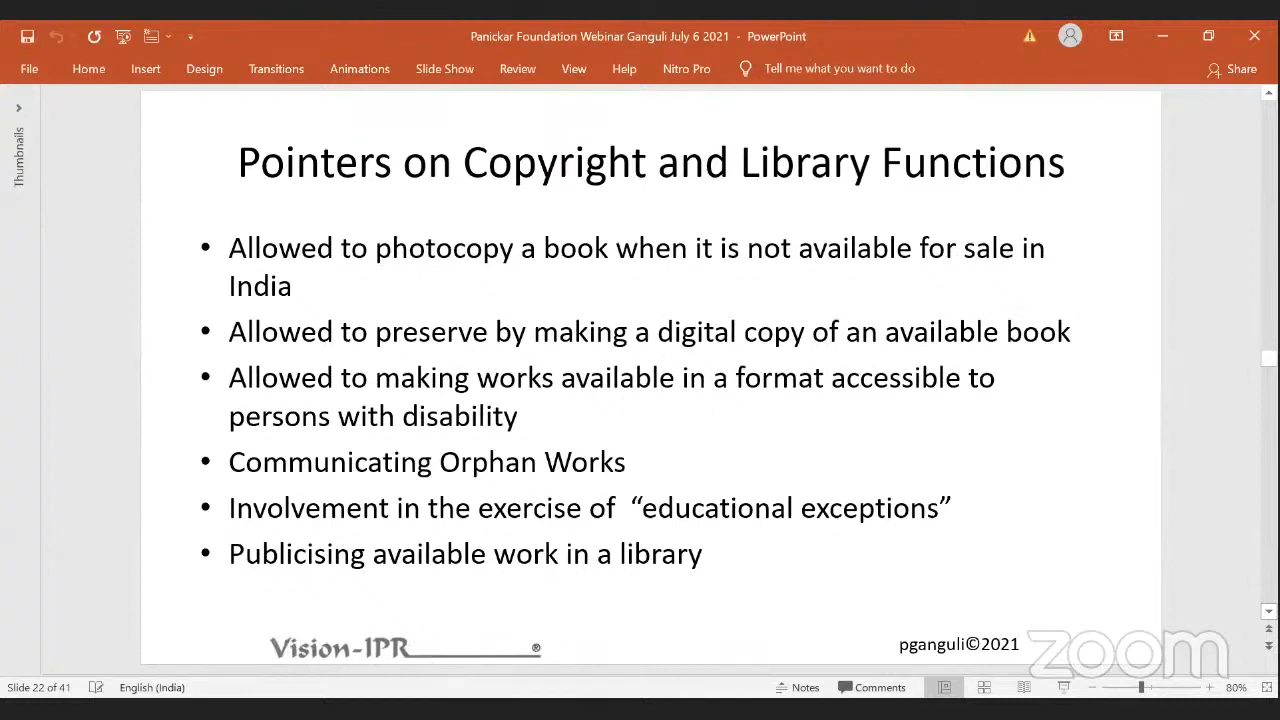 Panickar Foundation Webinar Ganguli July 6 2021 - PowerPoint
File Home Insert Design Transitions Animations Slide Show Review View Help Nitro Pro Tell me what you want to do Share
Thumbnails
Pointers on Copyright and Library Functions
• Allowed to photocopy a book when it is not available for sale in
India
• Allowed to preserve by making a digital copy of an available book
• Allowed to making works available in a format accessible to
persons with disability
• Communicating Orphan Works
• Involvement in the exercise of “educational exceptions”
• Publicising available work in a library
Vision-IPR ®
pganguli©2021
zoom
Slide 22 of 41 English (India) Notes Comments 80%